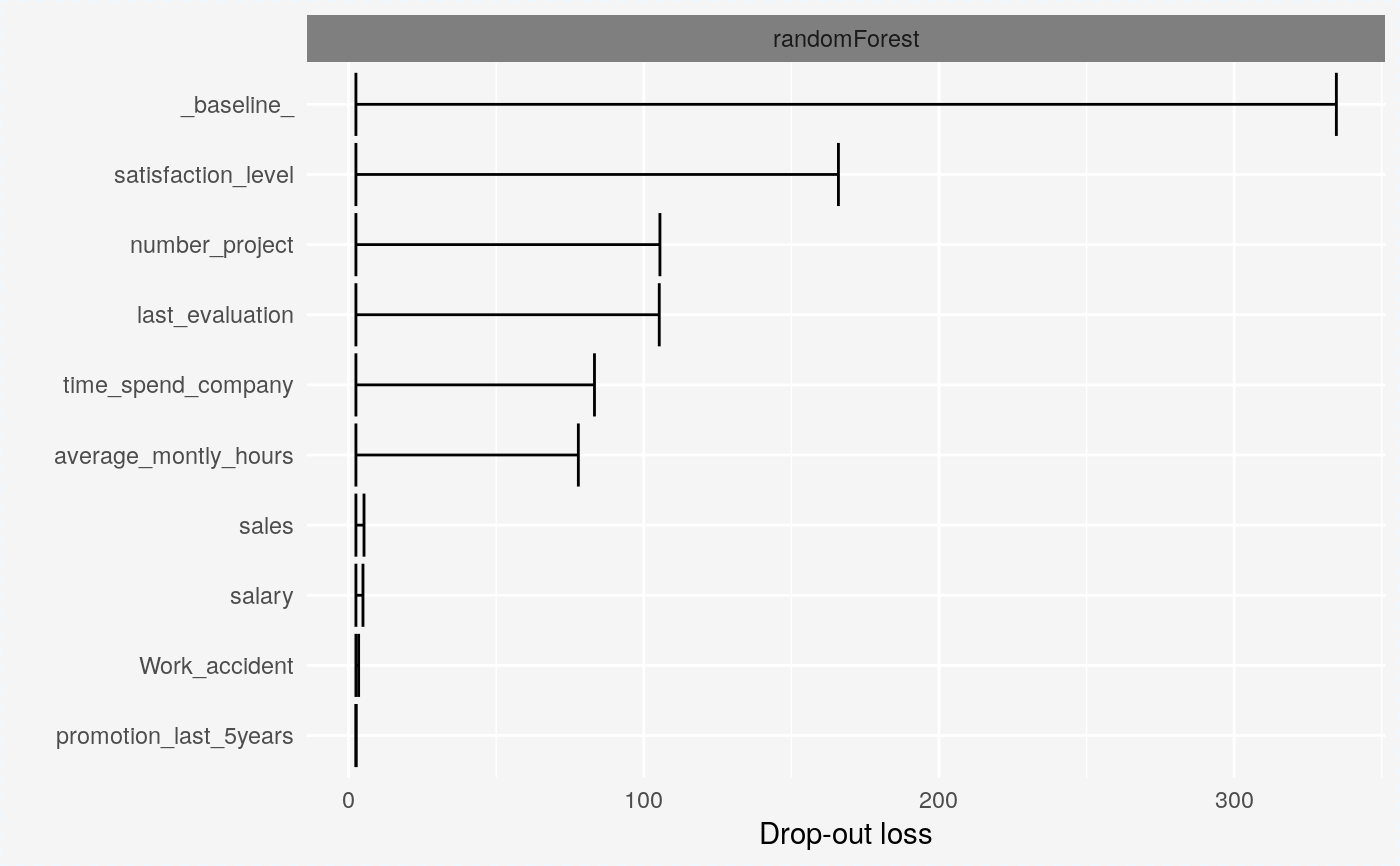 randomForest
_baseline_
satisfaction_level
number_project
last_evaluation
time_spend_company
average_montly_hours
sales
salary
Work_accident
promotion_last_5years
0 100 200 300
Drop-out loss